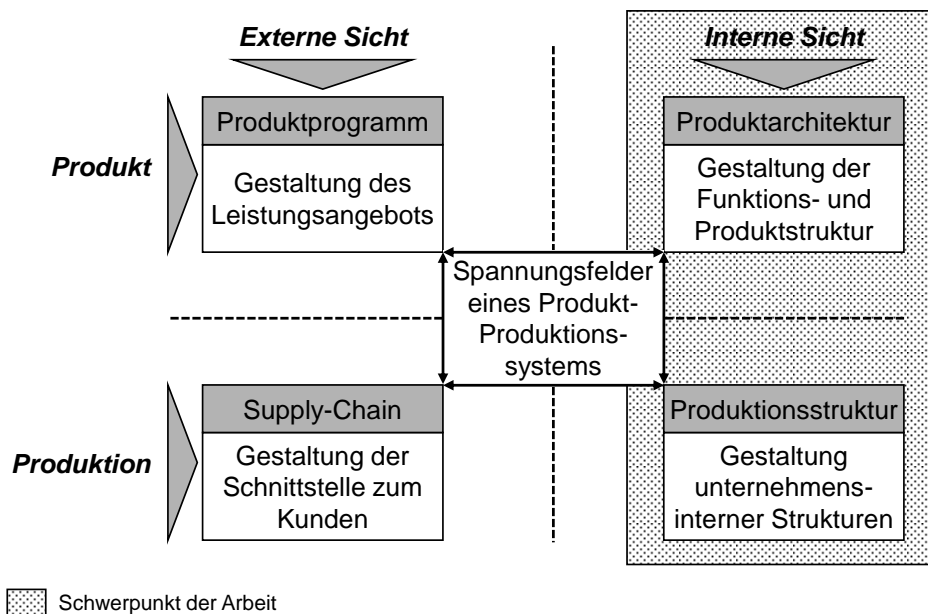 Externe Sicht
Interne Sicht
Produkt
Produktprogramm
Gestaltung des
Leistungsangebots
Produktarchitektur
Gestaltung der
Funktions- und
Produktstruktur
Spannungsfelder
eines Produkt-
Produktions-
systems
Produktion
Supply-Chain
Gestaltung der
Schnittstelle zum
Kunden
Produktionsstruktur
Gestaltung
unternehmens-
interner Strukturen
Schwerpunkt der Arbeit